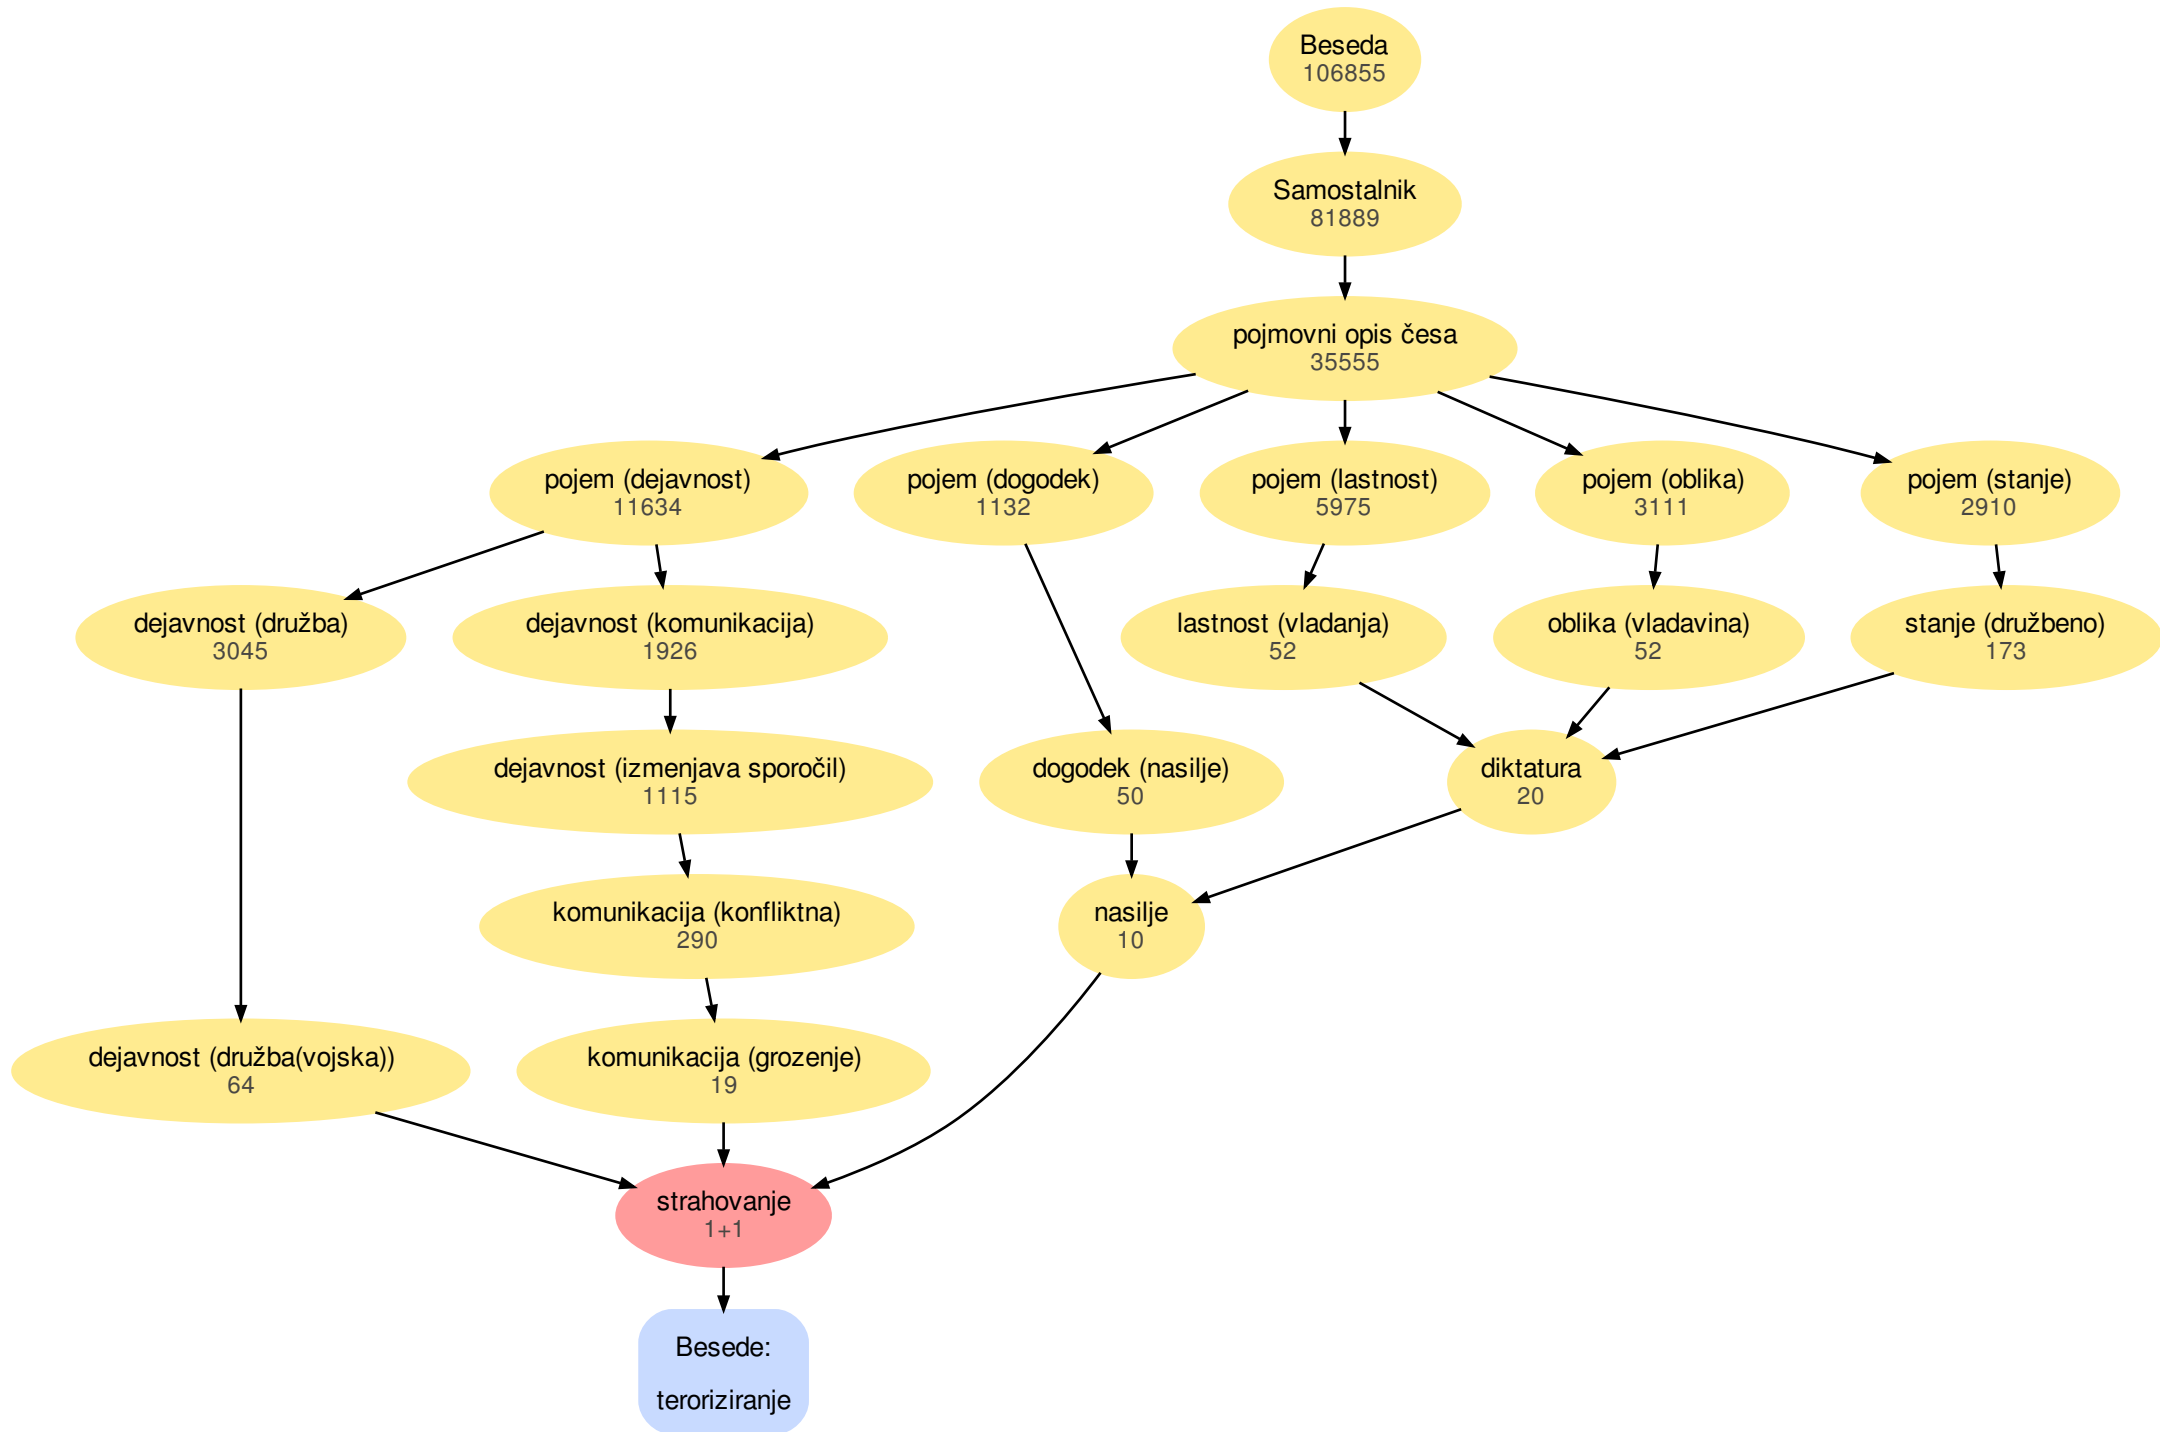 Beseda
106855
Samostalnik
81889
pojmovni opis česa
35555
pojem (dejavnost)
11634
pojem (dogodek)
1132
pojem (lastnost)
5975
pojem (oblika)
3111
pojem (stanje)
2910
dejavnost (družba)
3045
dejavnost (komunikacija)
1926
lastnost (vladanja)
52
oblika (vladavina)
52
stanje (družbeno)
173
dejavnost (izmenjava sporočil)
1115
dogodek (nasilje)
50
diktatura
20
komunikacija (konfliktna)
290
nasilje
10
dejavnost (družba(vojska))
64
komunikacija (grozenje)
19
strahovanje
1+1
Besede:
teroriziranje